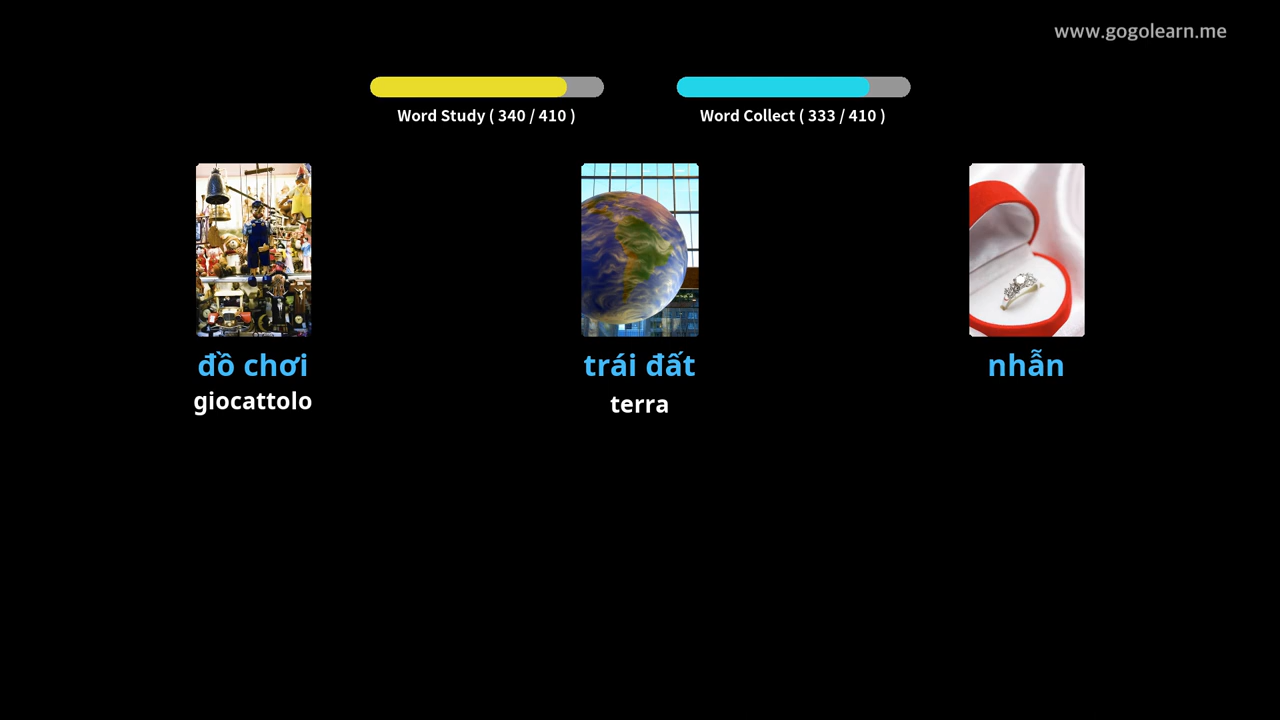 www.gogolearn.me
Word Study ( 340 / 410 )
Word Collect ( 333 / 410 )
đồ chơi
giocattolo
trái đất
terra
nhẫn